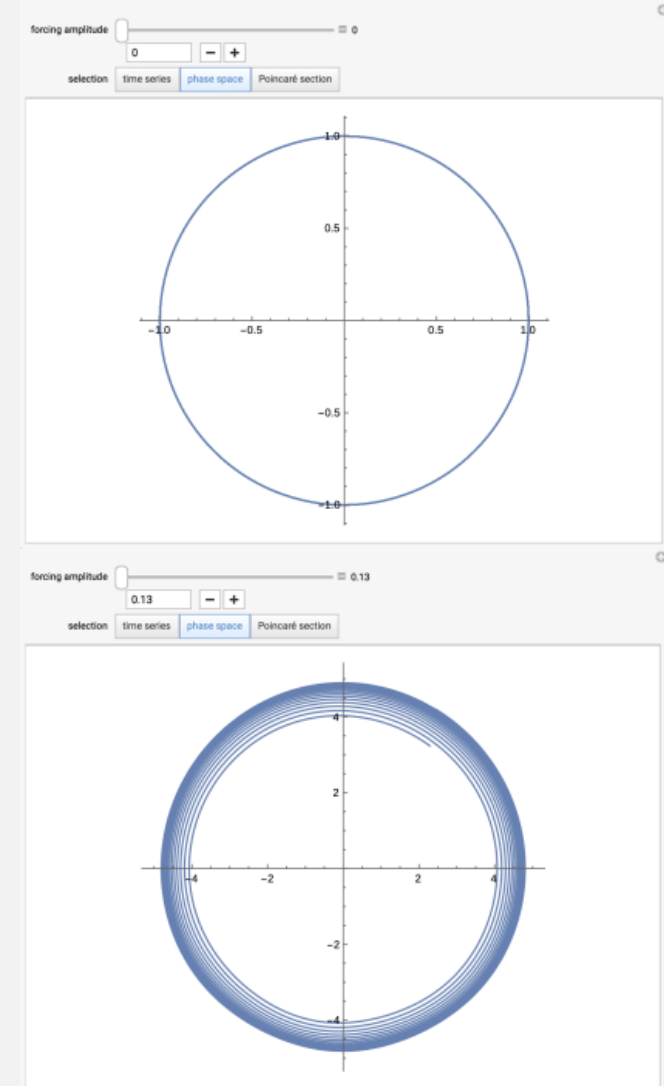 forcing amplitude = 0
0 − +
selection time series phase space Poincaré section
1.0
0.5
−1.0 −0.5 0.5 1.0
−0.5
−1.0
forcing amplitude = 0.13
0.13 − +
selection time series phase space Poincaré section
4
2
−4 −2 2 4
−2
−4